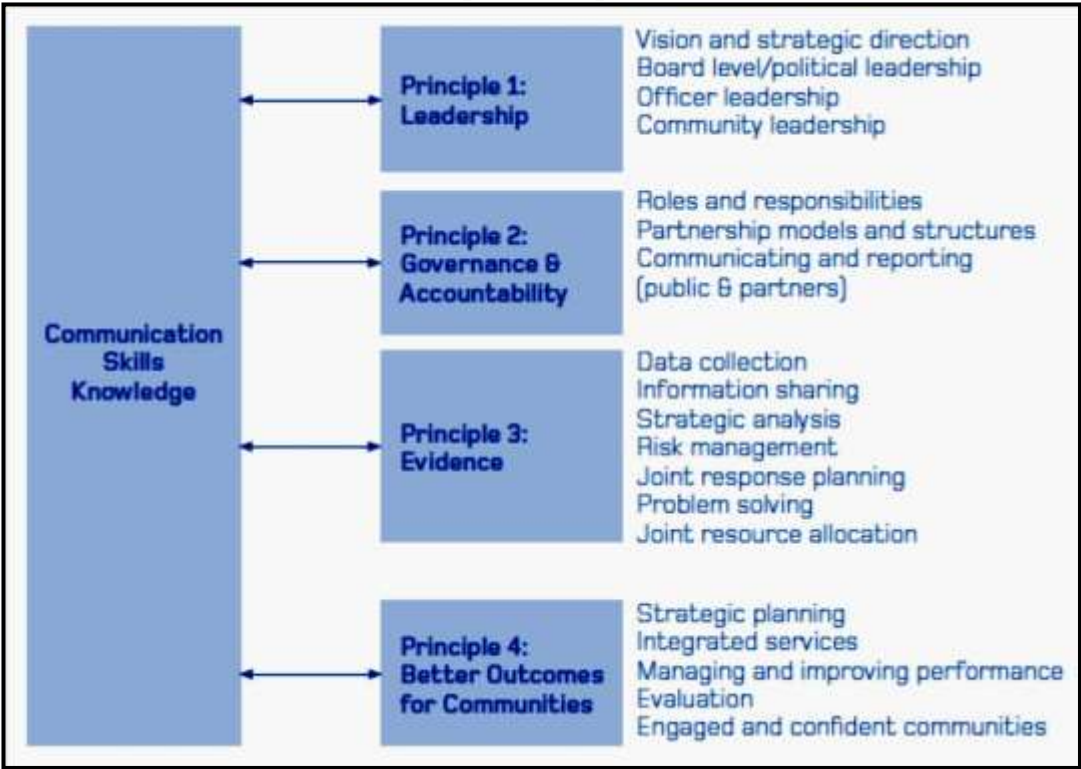 Communication
Skills
Knowledge
Principle 1:
Leadership
Vision and strategic direction
Board level/political leadership
Officer leadership
Community leadership
Principle 2:
Governance &
Accountability
Roles and responsibilities
Partnership models and structures
Communicating and reporting
(public & partners)
Principle 3:
Evidence
Data collection
Information sharing
Strategic analysis
Risk management
Joint response planning
Problem solving
Joint resource allocation
Principle 4:
Better Outcomes
for Communities
Strategic planning
Integrated services
Managing and improving performance
Evaluation
Engaged and confident communities